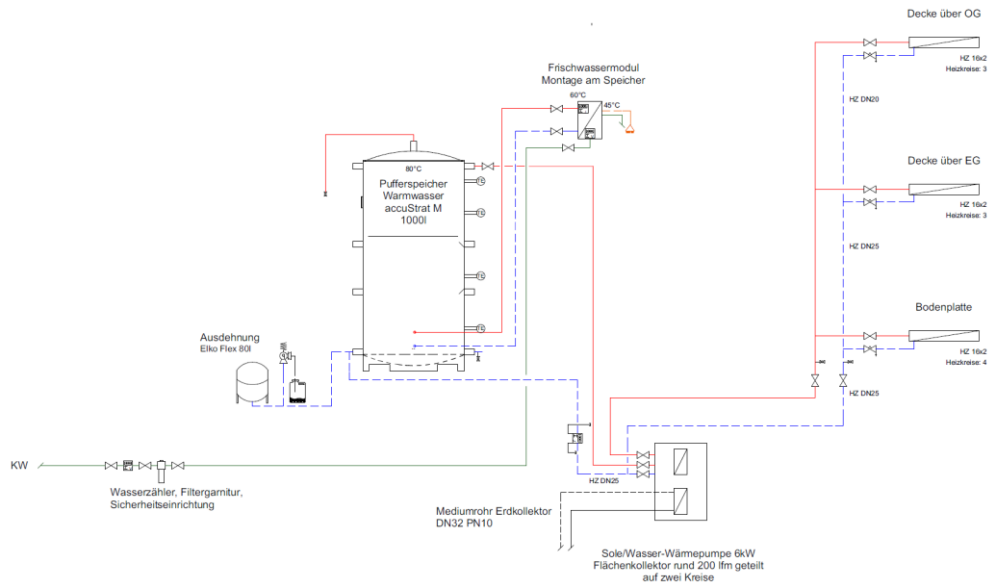 Decke über OG
HZ 16x2
Heizkreise: 3
HZ DN20
Frischwassermodul
Montage am Speicher
60°C
45°C
80°C
Pufferspeicher
Warmwasser
accuStrat M
1000l
Decke über EG
HZ 16x2
Heizkreise: 3
HZ DN25
Bodenplatte
HZ 16x2
Heizkreise: 4
HZ DN25
Ausdehnung
Elko Flex 80l
KW
Wasserzähler, Filtergarnitur,
Sicherheitseinrichtung
HZ DN25
Mediumrohr Erdkollektor
DN32 PN10
Sole/Wasser-Wärmepumpe 6kW
Flächenkollektor rund 200 lfm geteilt
auf zwei Kreise